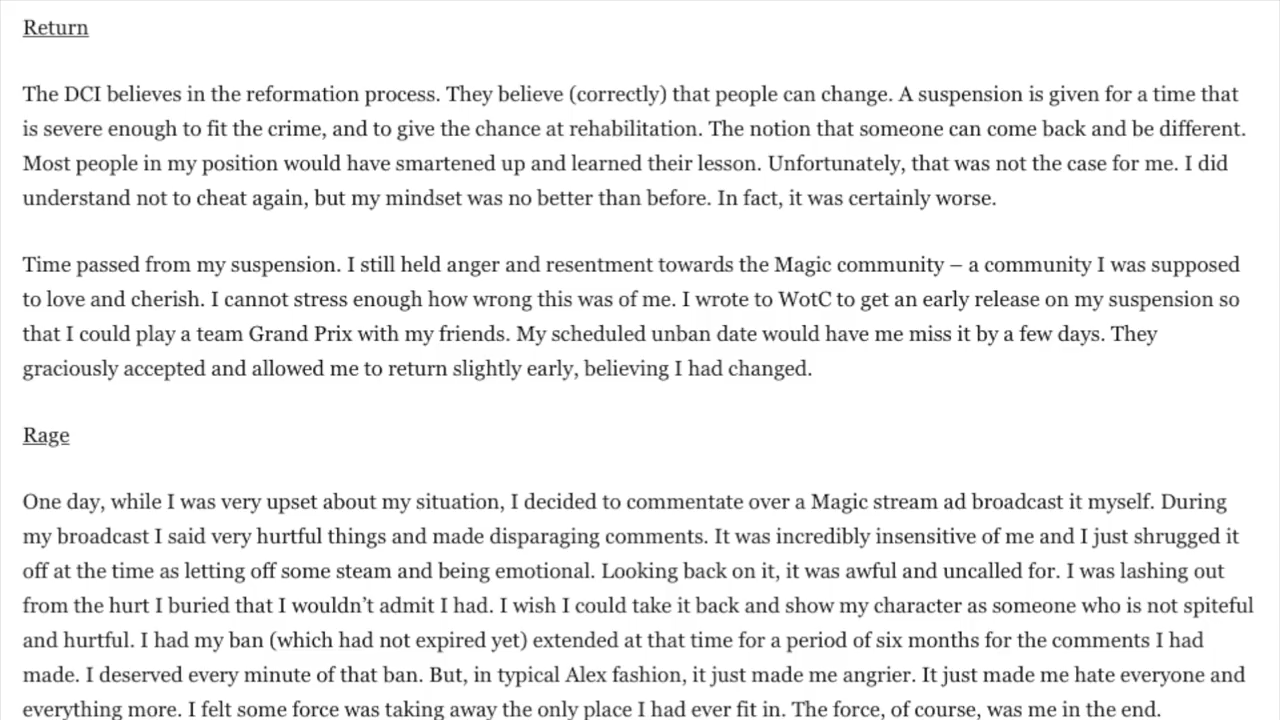 Return
The DCI believes in the reformation process. They believe (correctly) that people can change. A suspension is given for a time that
is severe enough to fit the crime, and to give the chance at rehabilitation. The notion that someone can come back and be different.
Most people in my position would have smartened up and learned their lesson. Unfortunately, that was not the case for me. I did
understand not to cheat again, but my mindset was no better than before. In fact, it was certainly worse.
Time passed from my suspension. I still held anger and resentment towards the Magic community – a community I was supposed
to love and cherish. I cannot stress enough how wrong this was of me. I wrote to WotC to get an early release on my suspension so
that I could play a team Grand Prix with my friends. My scheduled unban date would have me miss it by a few days. They
graciously accepted and allowed me to return slightly early, believing I had changed.
Rage
One day, while I was very upset about my situation, I decided to commentate over a Magic stream ad broadcast it myself. During
my broadcast I said very hurtful things and made disparaging comments. It was incredibly insensitive of me and I just shrugged it
off at the time as letting off some steam and being emotional. Looking back on it, it was awful and uncalled for. I was lashing out
from the hurt I buried that I wouldn’t admit I had. I wish I could take it back and show my character as someone who is not spiteful
and hurtful. I had my ban (which had not expired yet) extended at that time for a period of six months for the comments I had
made. I deserved every minute of that ban. But, in typical Alex fashion, it just made me angrier. It just made me hate everyone and
everything more. I felt some force was taking away the only place I had ever fit in. The force, of course, was me in the end.